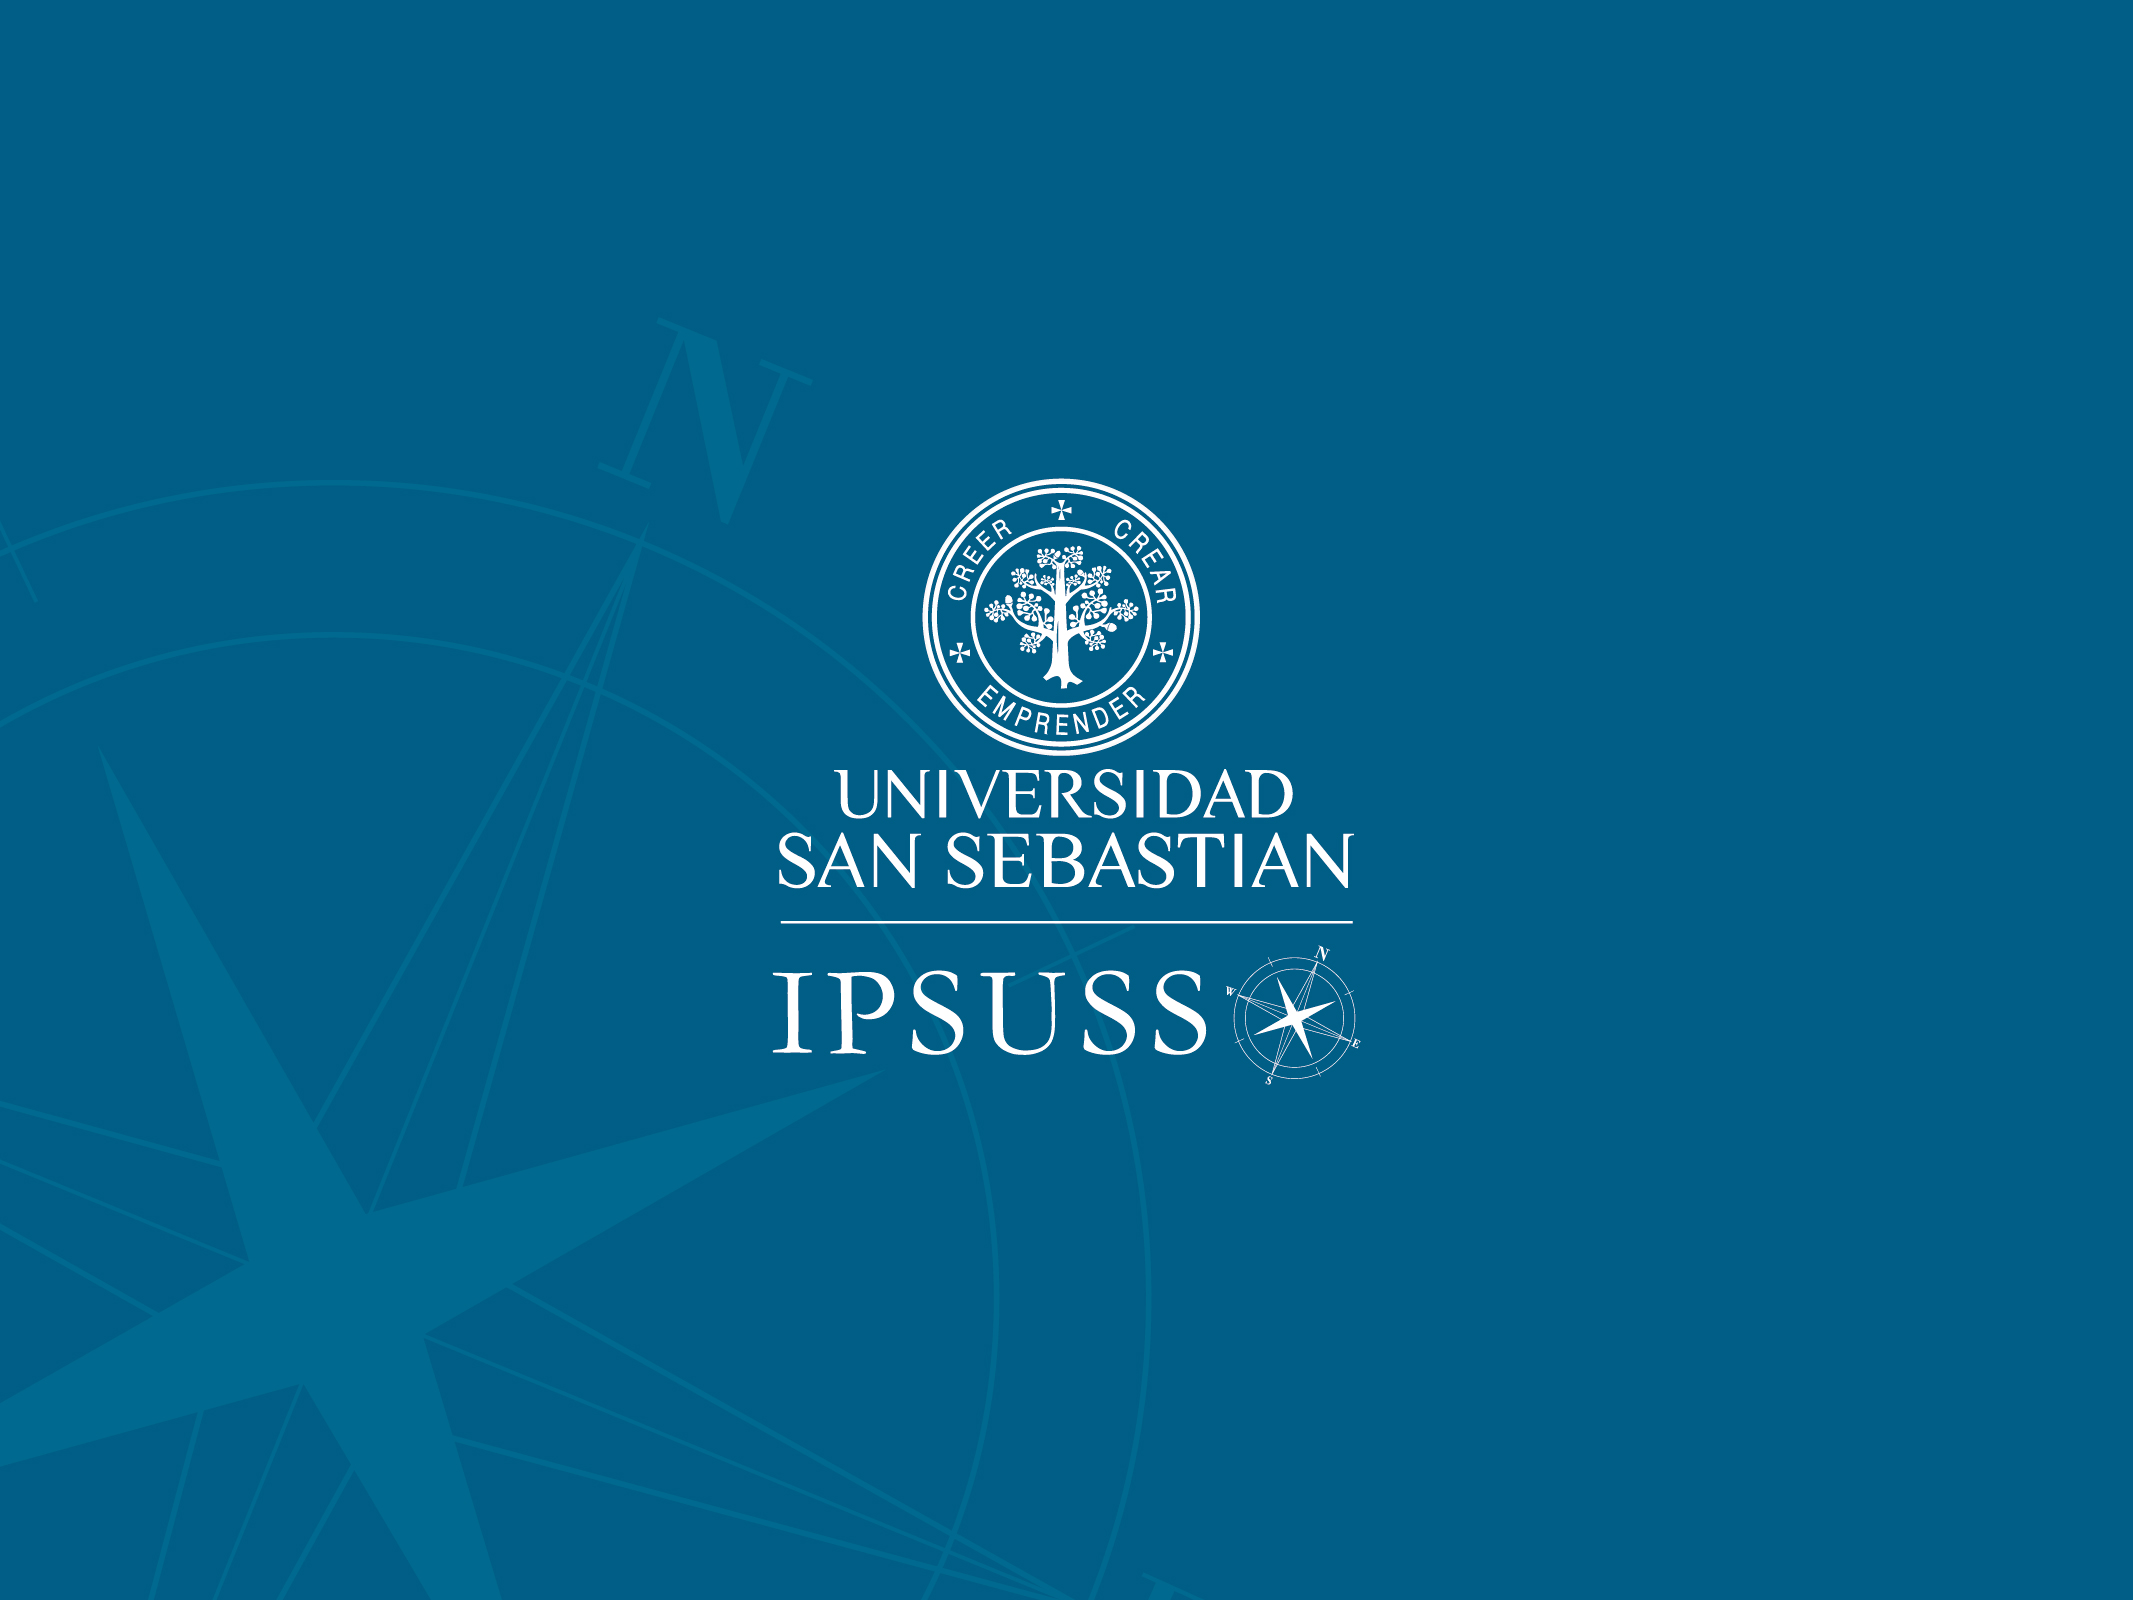 N
CREER CREAR
EMPRENDER
UNIVERSIDAD
SAN SEBASTIAN
IPSUSS
N
W
E
S